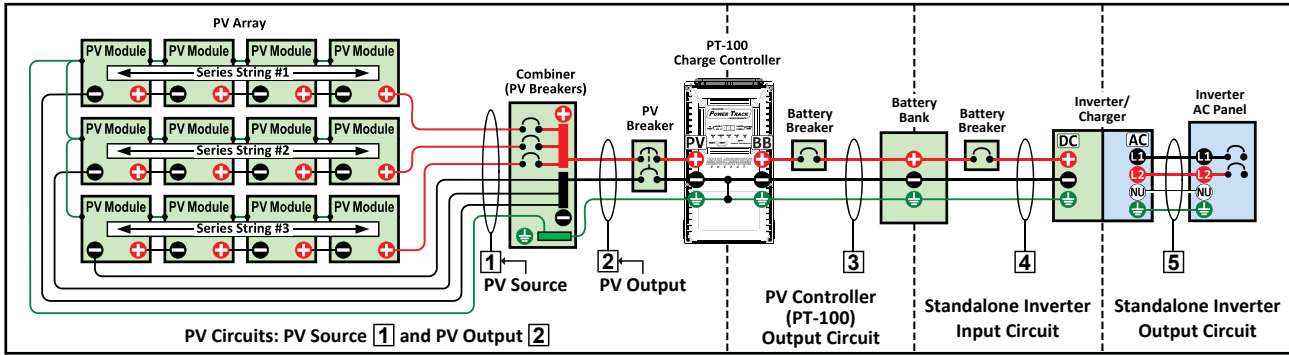 PV Array
PV Module PV Module PV Module PV Module
Series String #1
PV Module PV Module PV Module PV Module
Series String #2
PV Module PV Module PV Module PV Module
Series String #3
Combiner
(PV Breakers)
PV
Breaker
PT-100
Charge Controller
POWER TRACK
PV BB
MAGNUM
Battery
Breaker
Battery
Bank
Battery
Breaker
Inverter/
Charger
DC AC
L1
L2
NU
Inverter
AC Panel
L1
L2
NU
1
PV Source
2
PV Output
3
4
5
PV Circuits: PV Source 1 and PV Output 2
PV Controller
(PT-100)
Output Circuit
Standalone Inverter
Input Circuit
Standalone Inverter
Output Circuit